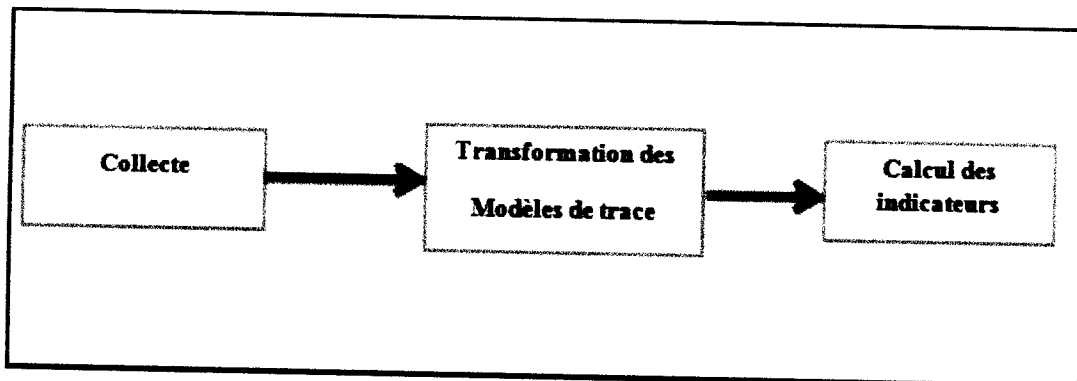 Collecte
Transformation des
Modèles de trace
Calcul des
indicateurs